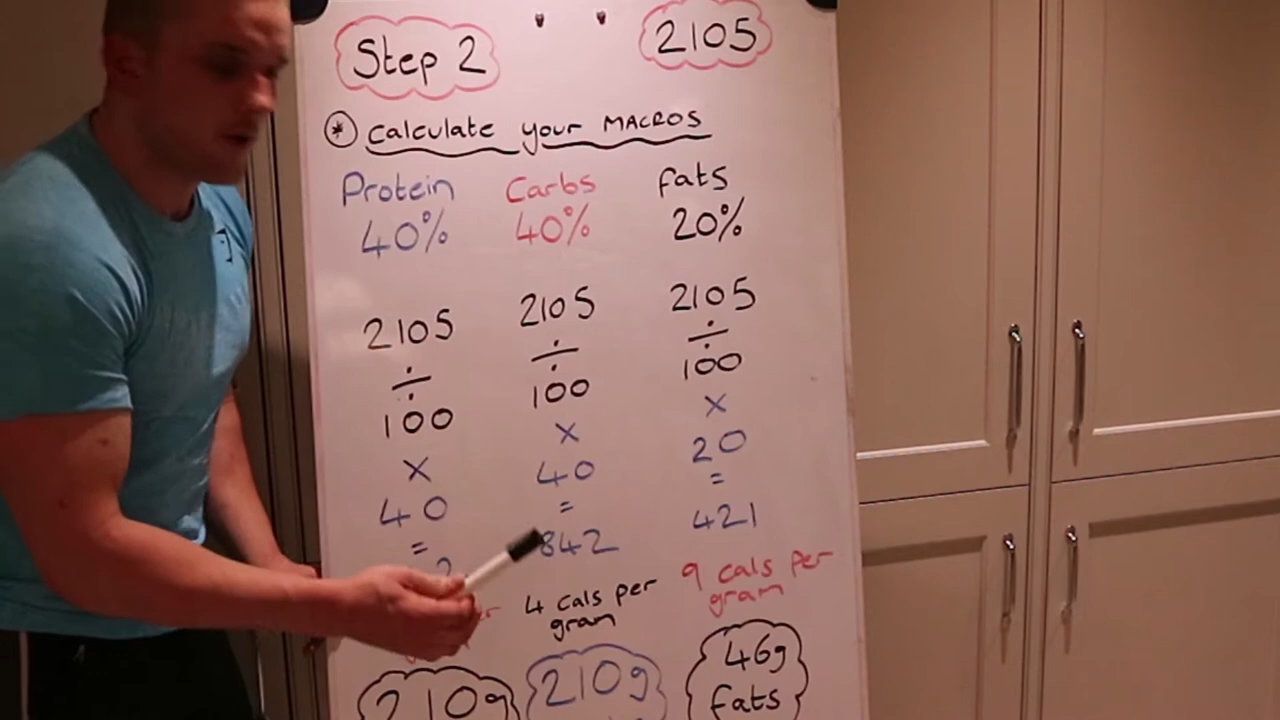 Step 2
2105
* Calculate your MACROS
Protein Carbs Fats
40% 40% 20%
2105 2105 2105
÷ ÷ ÷
100 100 100
x x x
40 40 20
= = =
2 842 421
4 cals per gram
9 cals per gram
210g 210g 46g
fats